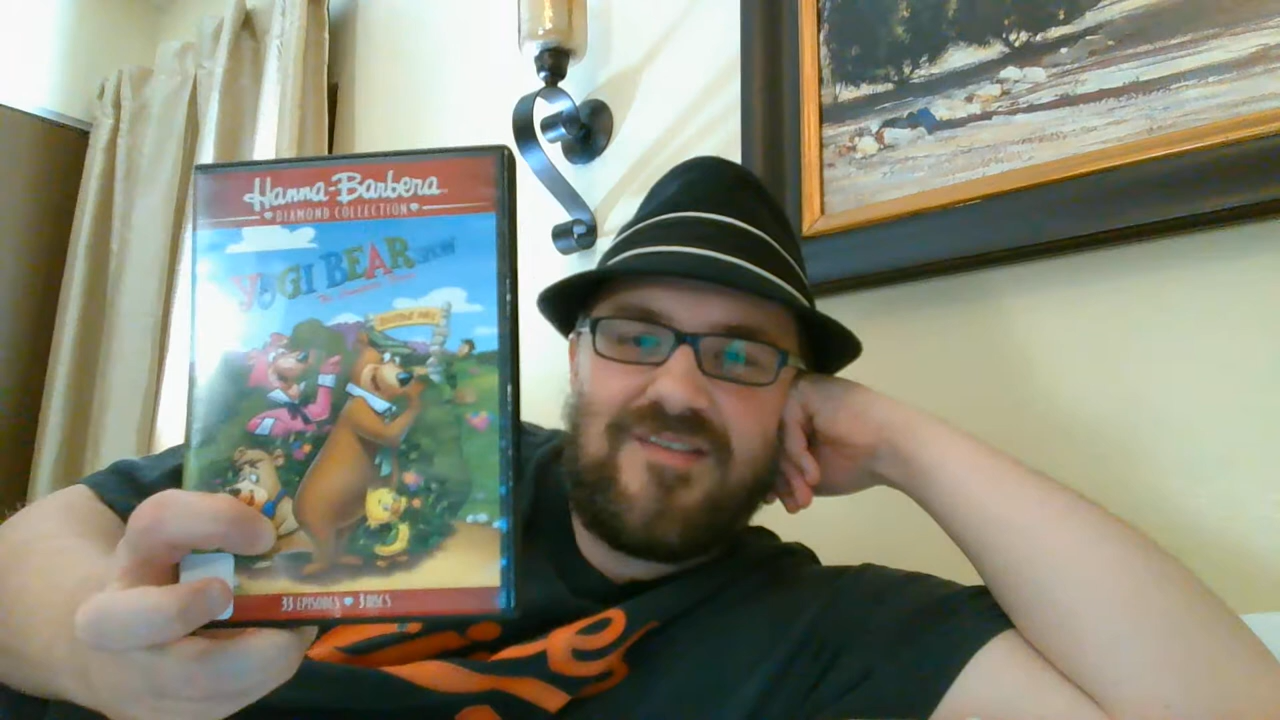 Hanna-Barbera
DIAMOND COLLECTION
YOGI BEAR SHOW
33 EPISODES 3 DISCS